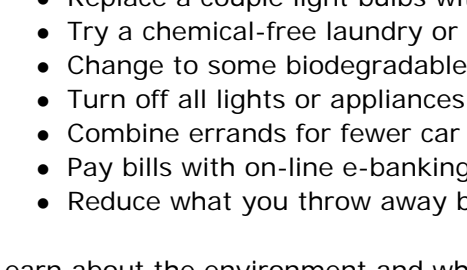 • Replace a couple light bulbs wi
• Try a chemical-free laundry or
• Change to some biodegradable
• Turn off all lights or appliances
• Combine errands for fewer car
• Pay bills with on-line e-banking
• Reduce what you throw away b
earn about the environment and wh